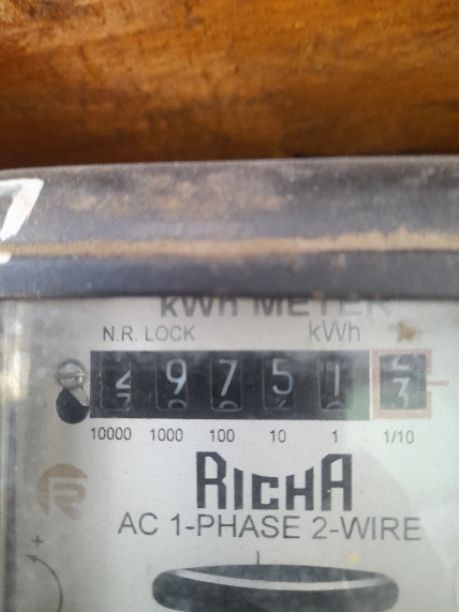 kWh METER
N.R. LOCK kWh
2 9 7 5 1 3
10000 1000 100 10 1 1/10
R
RICHA
AC 1-PHASE 2-WIRE
+